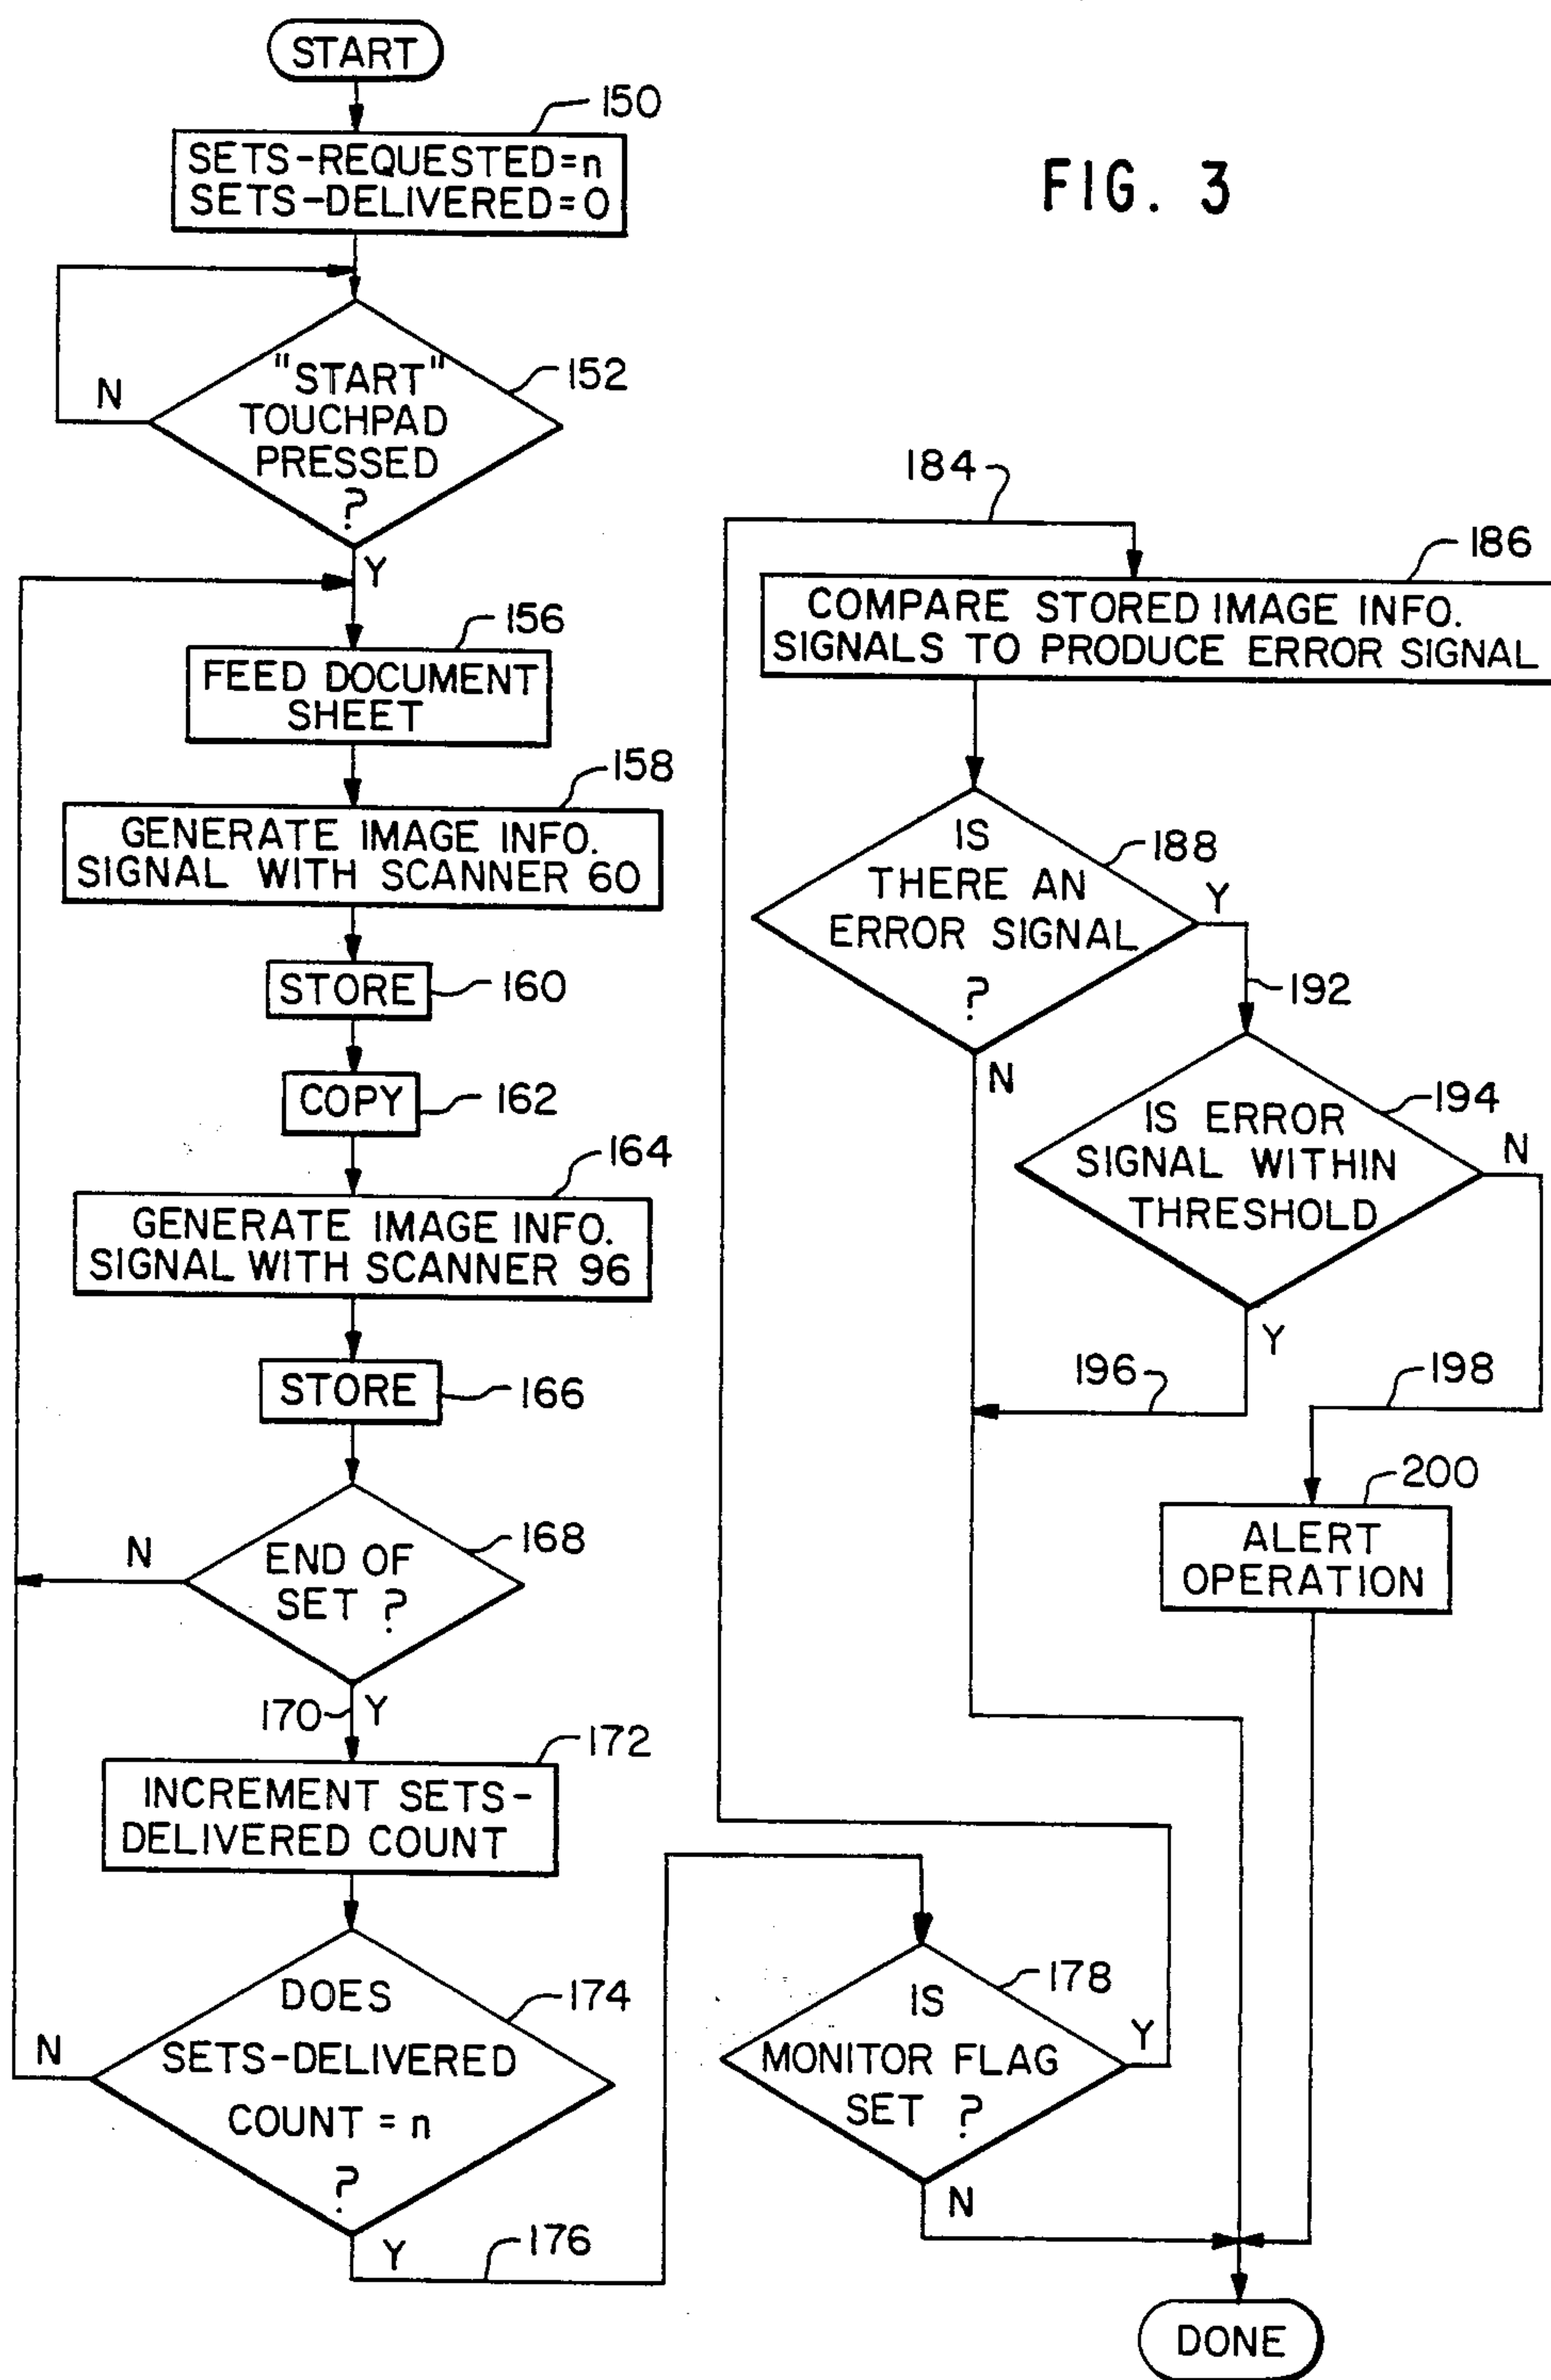 START
150
SETS-REQUESTED=n
SETS-DELIVERED=0
FIG. 3
"START"
TOUCHPAD
PRESSED
?
152
N
Y
156
FEED DOCUMENT
SHEET
158
GENERATE IMAGE INFO.
SIGNAL WITH SCANNER 60
STORE
160
COPY
162
164
GENERATE IMAGE INFO.
SIGNAL WITH SCANNER 96
STORE
166
END OF
SET ?
168
N
170
Y
172
INCREMENT SETS-
DELIVERED COUNT
DOES
SETS-DELIVERED
COUNT = n
?
174
N
Y
176
IS
MONITOR FLAG
SET ?
178
Y
N
184
186
COMPARE STORED IMAGE INFO.
SIGNALS TO PRODUCE ERROR SIGNAL
IS
THERE AN
ERROR SIGNAL
?
188
Y
N
192
IS ERROR
SIGNAL WITHIN
THRESHOLD
194
N
Y
196
198
200
ALERT
OPERATION
DONE